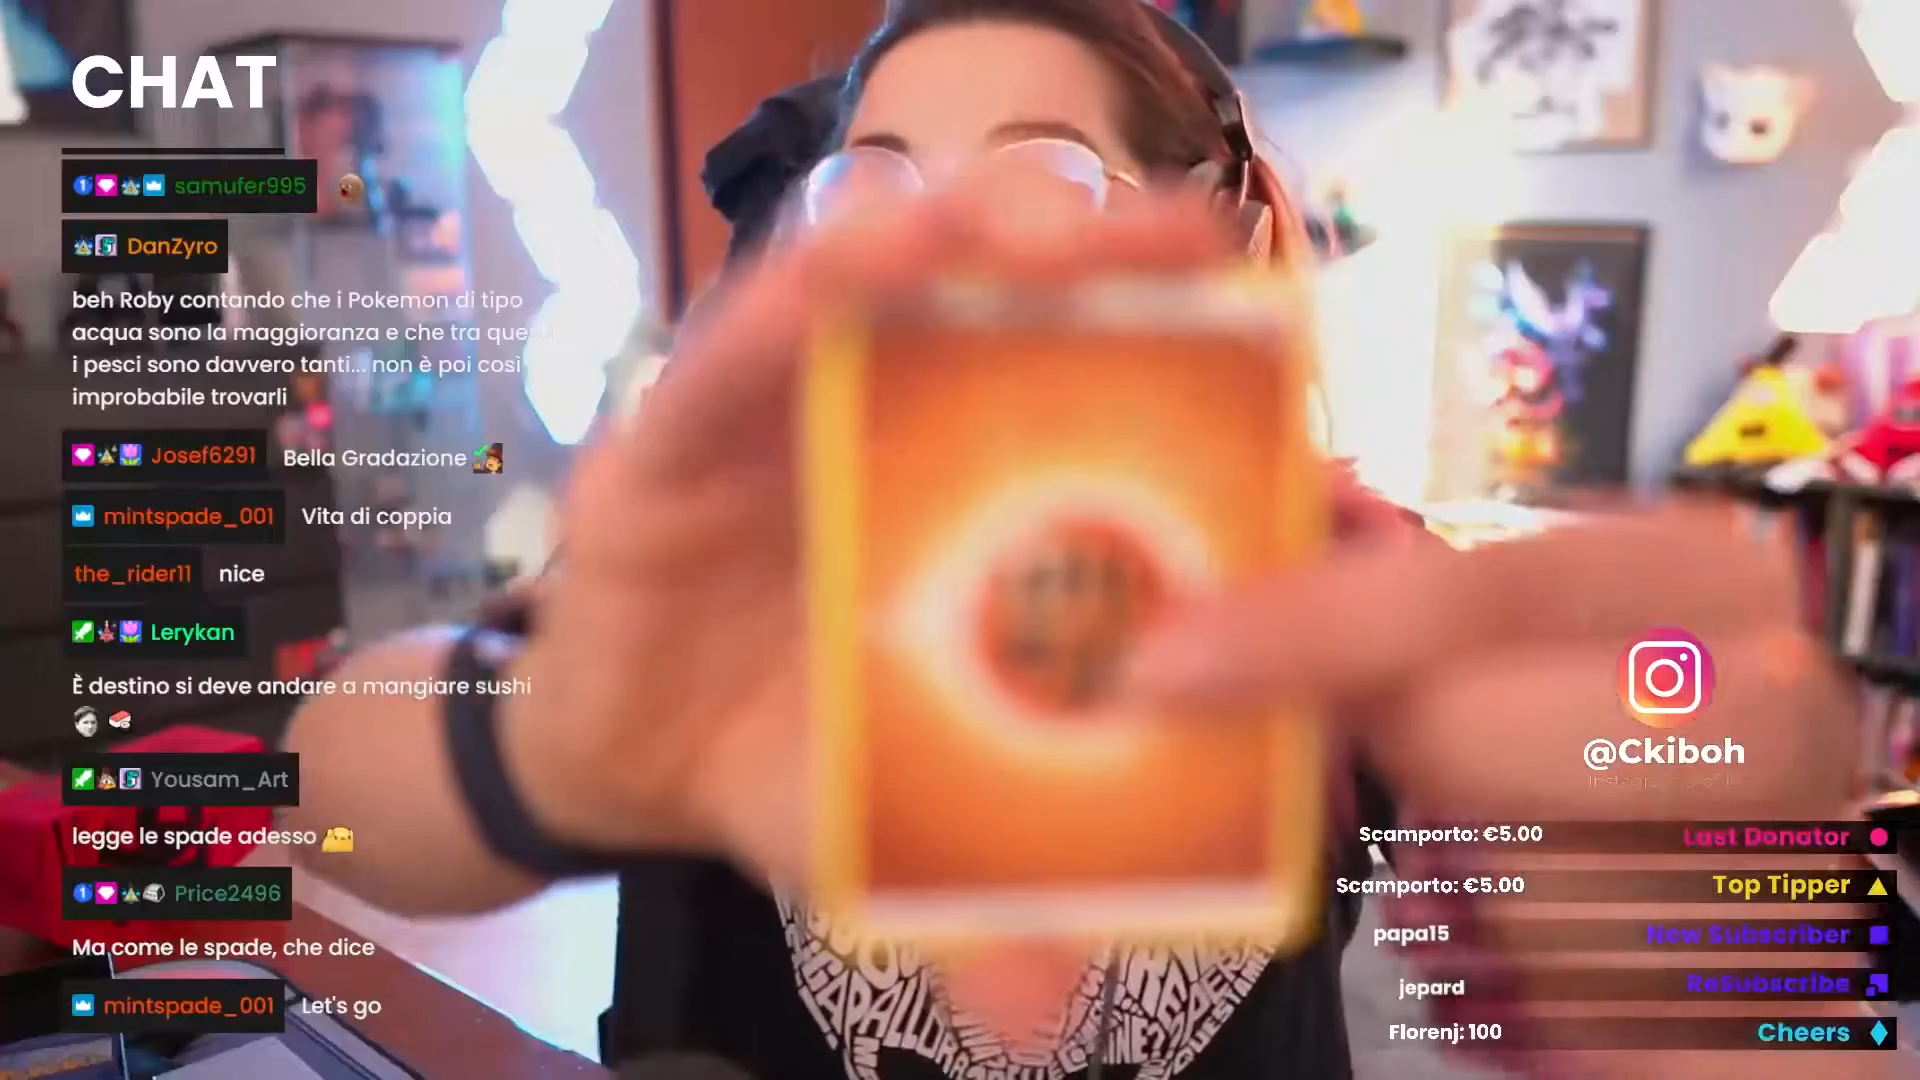 CHAT
samufer995
DanZyro
beh Roby contando che i Pokemon di tipo
acqua sono la maggioranza e che tra
i pesci sono davvero tanti... non è poi così
improbabile trovarli
Josef6291 Bella Gradazione
mintspade_001 Vita di coppia
the_rider11 nice
Lerykan
È destino si deve andare a mangiare sushi
Yousam_Art
legge le spade adesso
Price2496
Ma come le spade, che dice
mintspade_001 Let's go
@Ckiboh
Scamporto: €5.00 Last Donator
Scamporto: €5.00 Top Tipper
papa15 New Subscriber
jepard ReSubscribe
Florenj: 100 Cheers